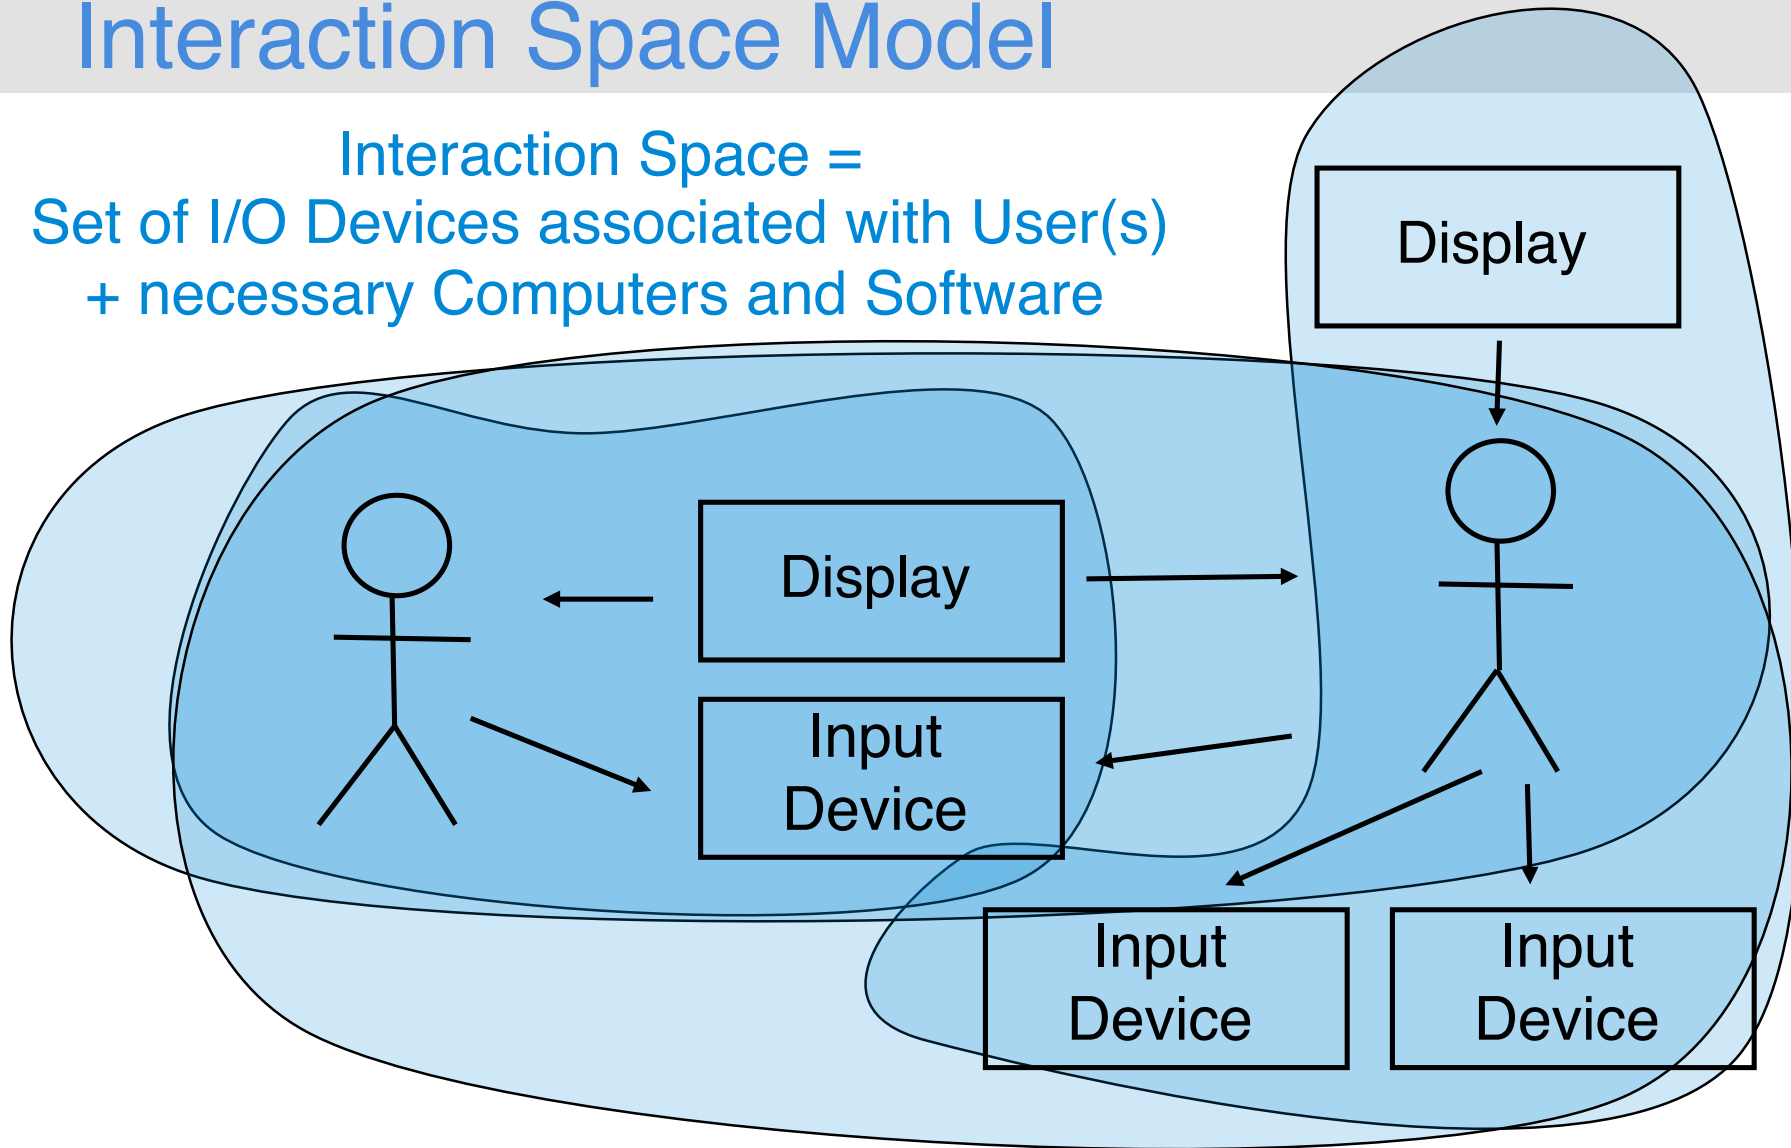 Interaction Space Model
Interaction Space =
Set of I/O Devices associated with User(s)
+ necessary Computers and Software
Display
Display
Input
Device
Input
Device
Input
Device